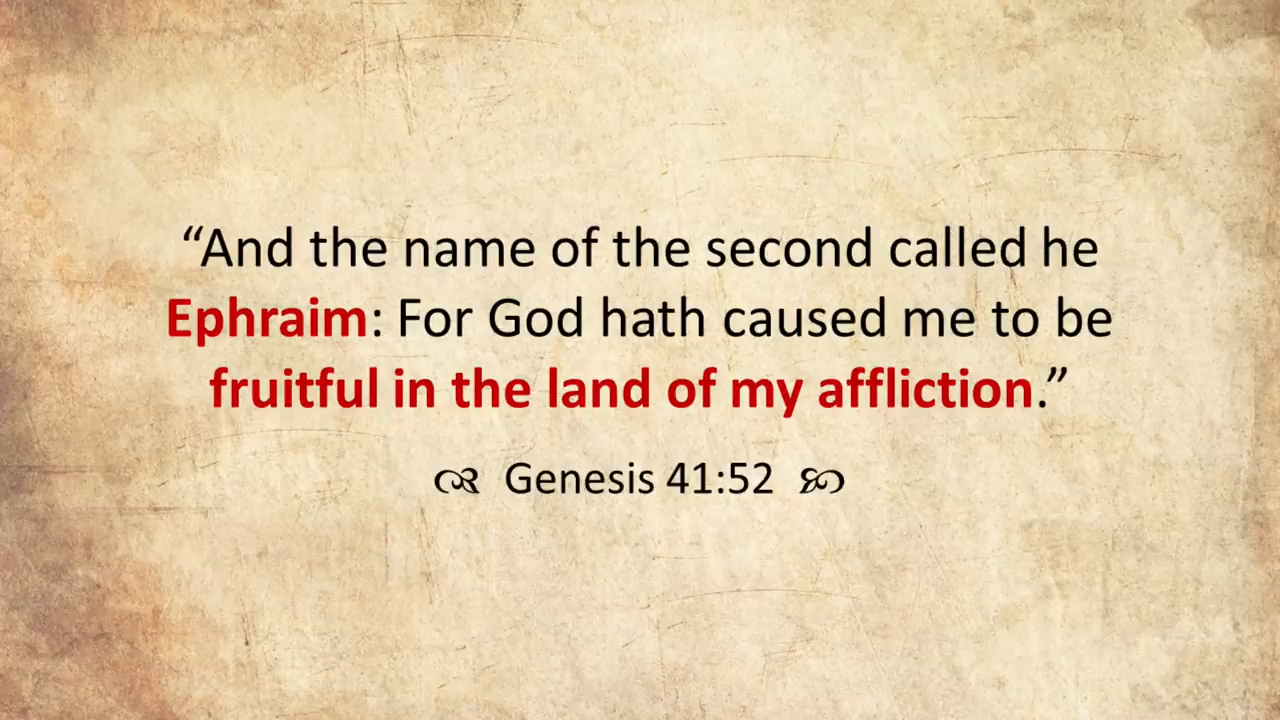 “And the name of the second called he
Ephraim: For God hath caused me to be
fruitful in the land of my affliction.”
Genesis 41:52